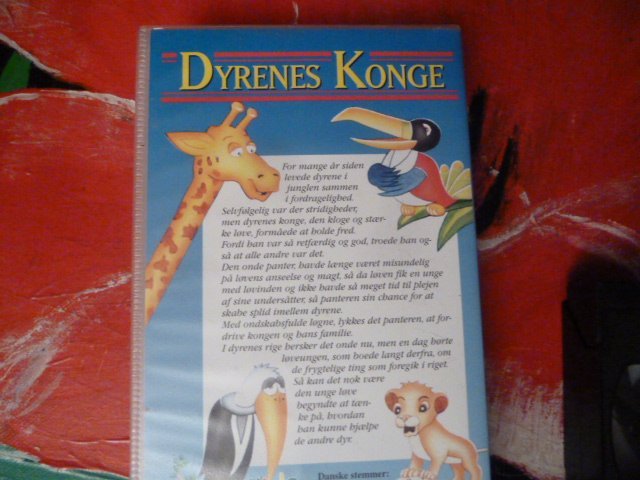 DYRENES KONGE
For mange år siden
levede dyrene i
junglen sammen
i fordragelighed.
Selvfølgelig var der stridigheder,
men dyrenes konge, den kloge og stær-
ke løve, formåede at holde fred.
Fordi han var så retfærdig og god, troede han og-
så at alle andre var det.
Den onde panter, havde længe været misundelig
på løvens anseelse og magt, så da løven fik en unge
med løvinden og ikke havde så meget tid til plejen
af sine undersåtter, så panteren sin chance for at
skabe splid imellem dyrene.
Med ondskabsfulde løgne, lykkes det panteren, at for-
drive kongen og hans familie.
I dyrenes rige hersker det onde nu, men en dag hørte
løveungen, som boede langt derfra, om
de frygtelige ting som foregik i riget.
Så kan det nok være
den unge løve
begyndte at tæn-
ke på, hvordan
han kunne hjælpe
de andre dyr.
Danske stemmer: